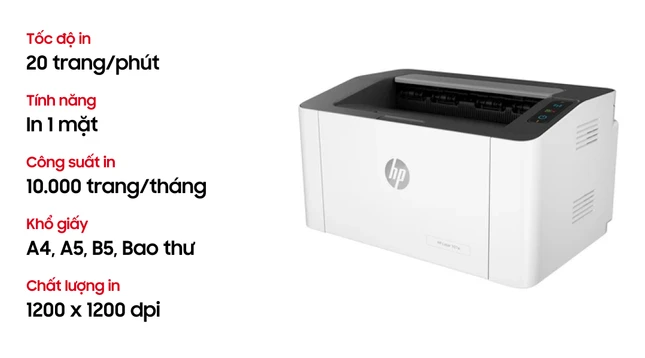 Tốc độ in
20 trang/phút
Tính năng
In 1 mặt
Công suất in
10.000 trang/tháng
Khổ giấy
A4, A5, B5, Bao thư
Chất lượng in
1200 x 1200 dpi
hp